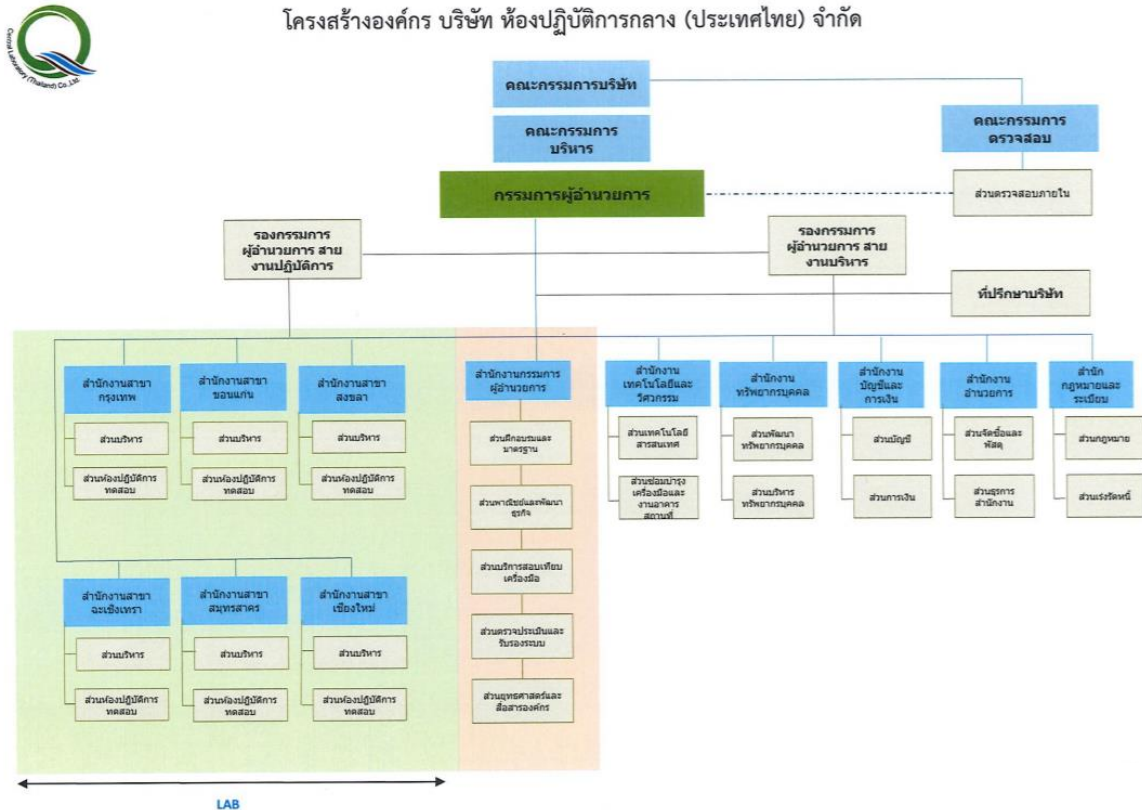 โครงสร้างองค์กร บริษัท ห้องปฏิบัติการกลาง (ประเทศไทย) จำกัด
Central Laboratory (Thailand) Co.,Ltd.
คณะกรรมการบริษัท
คณะกรรมการ
ตรวจสอบ
คณะกรรมการ
บริหาร
กรรมการผู้อำนวยการ
ส่วนตรวจสอบภายใน
รองกรรมการ
ผู้อำนวยการ สาย
งานปฏิบัติการ
รองกรรมการ
ผู้อำนวยการ สาย
งานบริหาร
ที่ปรึกษาบริษัท
สำนักงานสาขา
กรุงเทพ
ส่วนบริหาร
ส่วนห้องปฏิบัติการ
ทดสอบ
สำนักงานสาขา
ขอนแก่น
ส่วนบริหาร
ส่วนห้องปฏิบัติการ
ทดสอบ
สำนักงานสาขา
สงขลา
ส่วนบริหาร
ส่วนห้องปฏิบัติการ
ทดสอบ
สำนักงานสาขา
ฉะเชิงเทรา
ส่วนบริหาร
ส่วนห้องปฏิบัติการ
ทดสอบ
สำนักงานสาขา
สมุทรสาคร
ส่วนบริหาร
ส่วนห้องปฏิบัติการ
ทดสอบ
สำนักงานสาขา
เชียงใหม่
ส่วนบริหาร
ส่วนห้องปฏิบัติการ
ทดสอบ
สำนักงานกรรมการ
ผู้อำนวยการ
ส่วนฝึกอบรมและ
มาตรฐาน
ส่วนพาณิชย์และพัฒนา
ธุรกิจ
ส่วนบริการสอบเทียบ
เครื่องมือ
ส่วนตรวจประเมินและ
รับรองระบบ
ส่วนยุทธศาสตร์และ
สื่อสารองค์กร
สำนักงาน
เทคโนโลยีและ
วิศวกรรม
ส่วนเทคโนโลยี
สารสนเทศ
ส่วนซ่อมบำรุง
เครื่องมือและ
งานอาคาร
สถานที่
สำนักงาน
ทรัพยากรบุคคล
ส่วนพัฒนา
ทรัพยากรบุคคล
ส่วนบริหาร
ทรัพยากรบุคคล
สำนักงาน
บัญชีและ
การเงิน
ส่วนบัญชี
ส่วนการเงิน
สำนักงาน
อำนวยการ
ส่วนจัดซื้อและ
พัสดุ
ส่วนธุรการ
สำนักงาน
สำนัก
กฎหมายและ
ระเบียบ
ส่วนกฎหมาย
ส่วนเร่งรัดหนี้
LAB